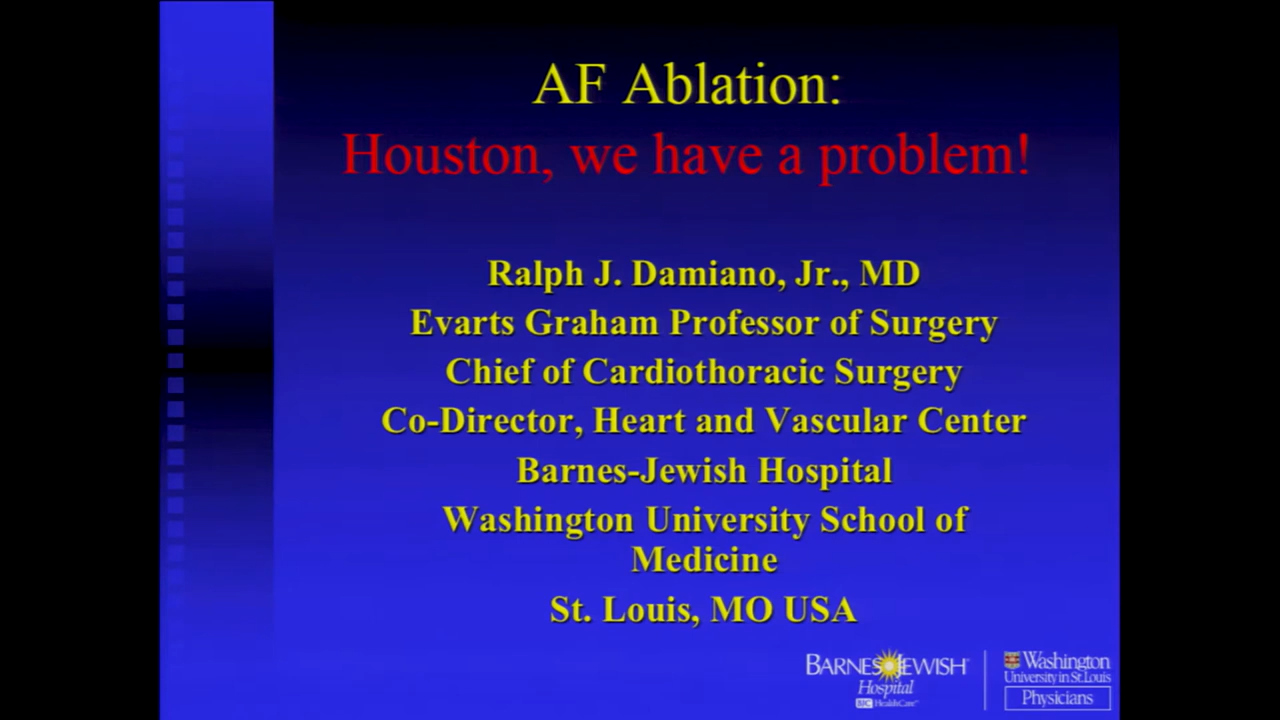 AF Ablation:
Houston, we have a problem!
Ralph J. Damiano, Jr., MD
Evarts Graham Professor of Surgery
Chief of Cardiothoracic Surgery
Co-Director, Heart and Vascular Center
Barnes-Jewish Hospital
Washington University School of
Medicine
St. Louis, MO USA
BARNES JEWISH
Hospital
BJC HealthCare
Washington
University in St. Louis
Physicians